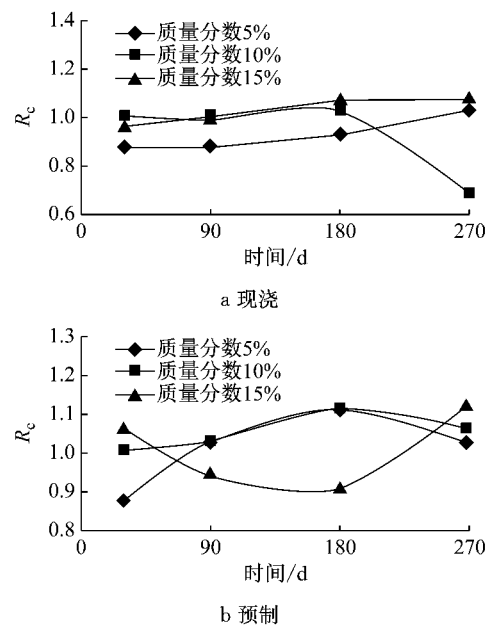 1.4
质量分数5%
质量分数10%
1.2
质量分数15%
1.0
Rc
0.8
0.6
0 90 180 270
时间/d
a 现浇
1.3
质量分数5%
质量分数10%
1.2
质量分数15%
1.1
Rc
1.0
0.9
0.8
0 90 180 270
时间/d
b 预制